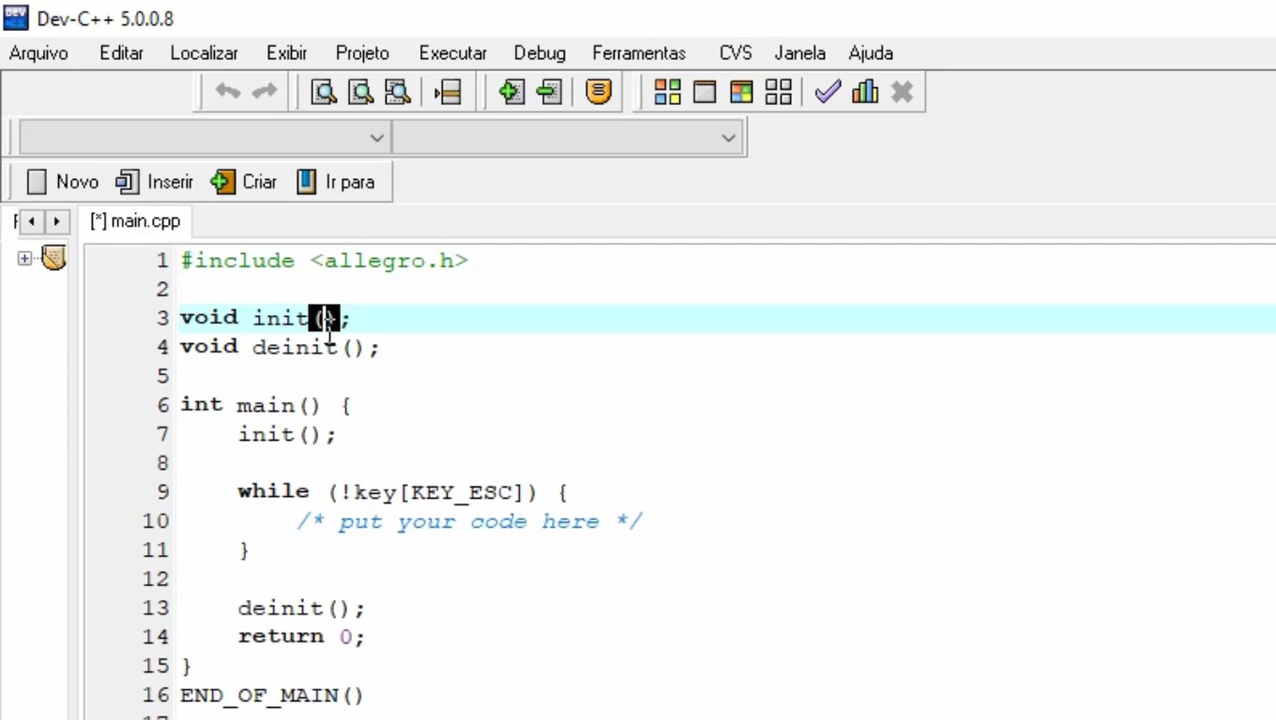 Dev-C++ 5.0.0.8
Arquivo Editar Localizar Exibir Projeto Executar Debug Ferramentas CVS Janela Ajuda
Novo Inserir Criar Ir para
[*] main.cpp
1 #include <allegro.h>
2
3 void init();
4 void deinit();
5
6 int main() {
7 init();
8
9 while (!key[KEY_ESC]) {
10 /* put your code here */
11 }
12
13 deinit();
14 return 0;
15 }
16 END_OF_MAIN()